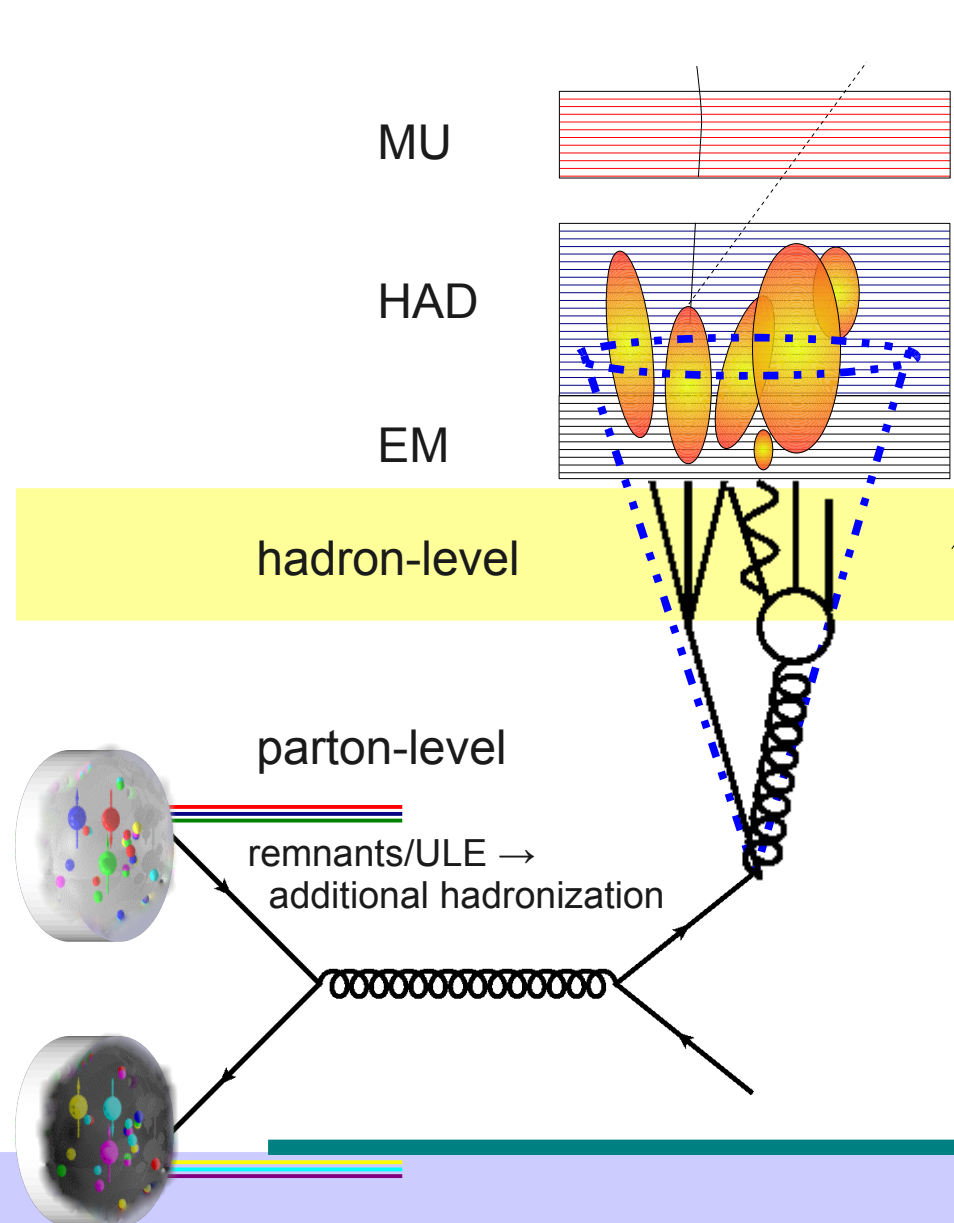 MU
HAD
EM
hadron-level
parton-level
remnants/ULE →
additional hadronization